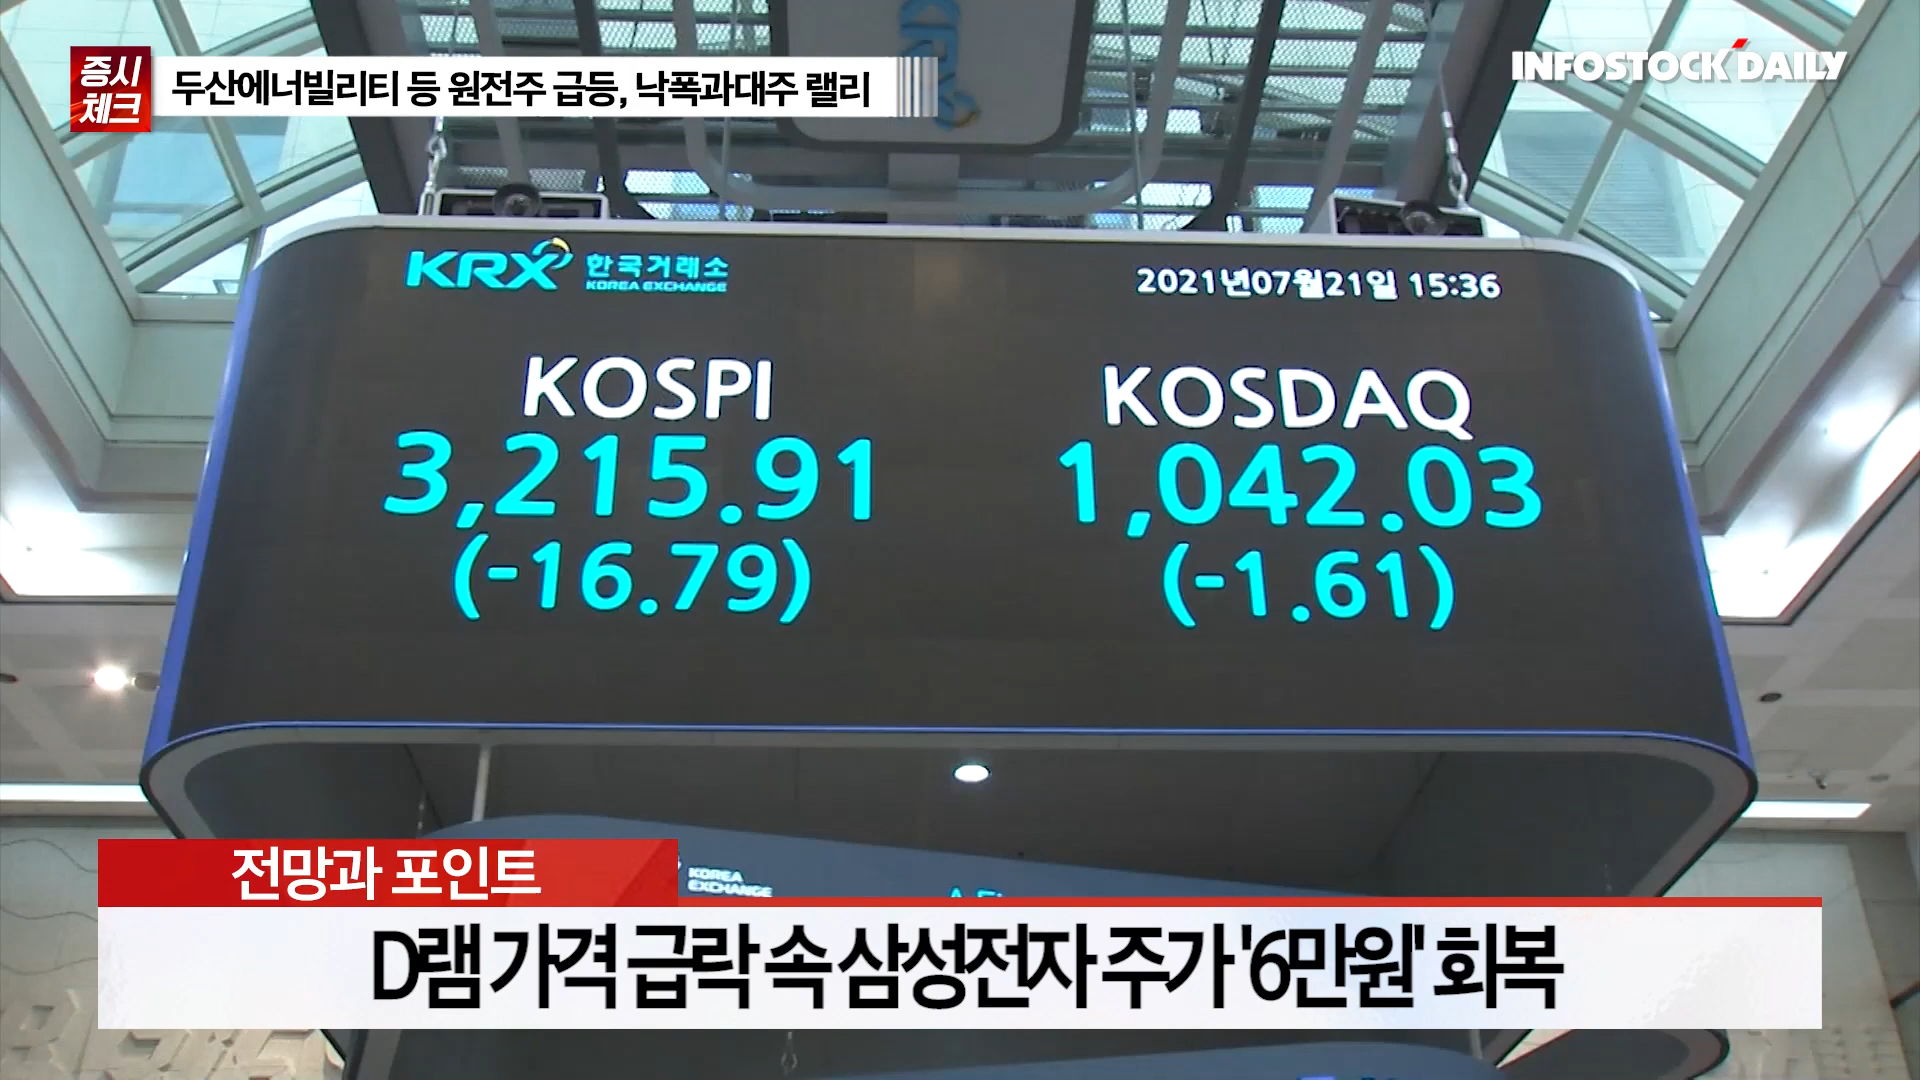 증시
체크
두산에너빌리티 등 원전주 급등, 낙폭과대주 랠리
INFOSTOCK DAILY
KRX
KRX 한국거래소
KOREA EXCHANGE
2021년07월21일 15:36
KOSPI
3,215.91
(-16.79)
KOSDAQ
1,042.03
(-1.61)
KOREA
EXCHANGE
전망과 포인트
D램 가격 급락 속 삼성전자 주가 '6만원' 회복